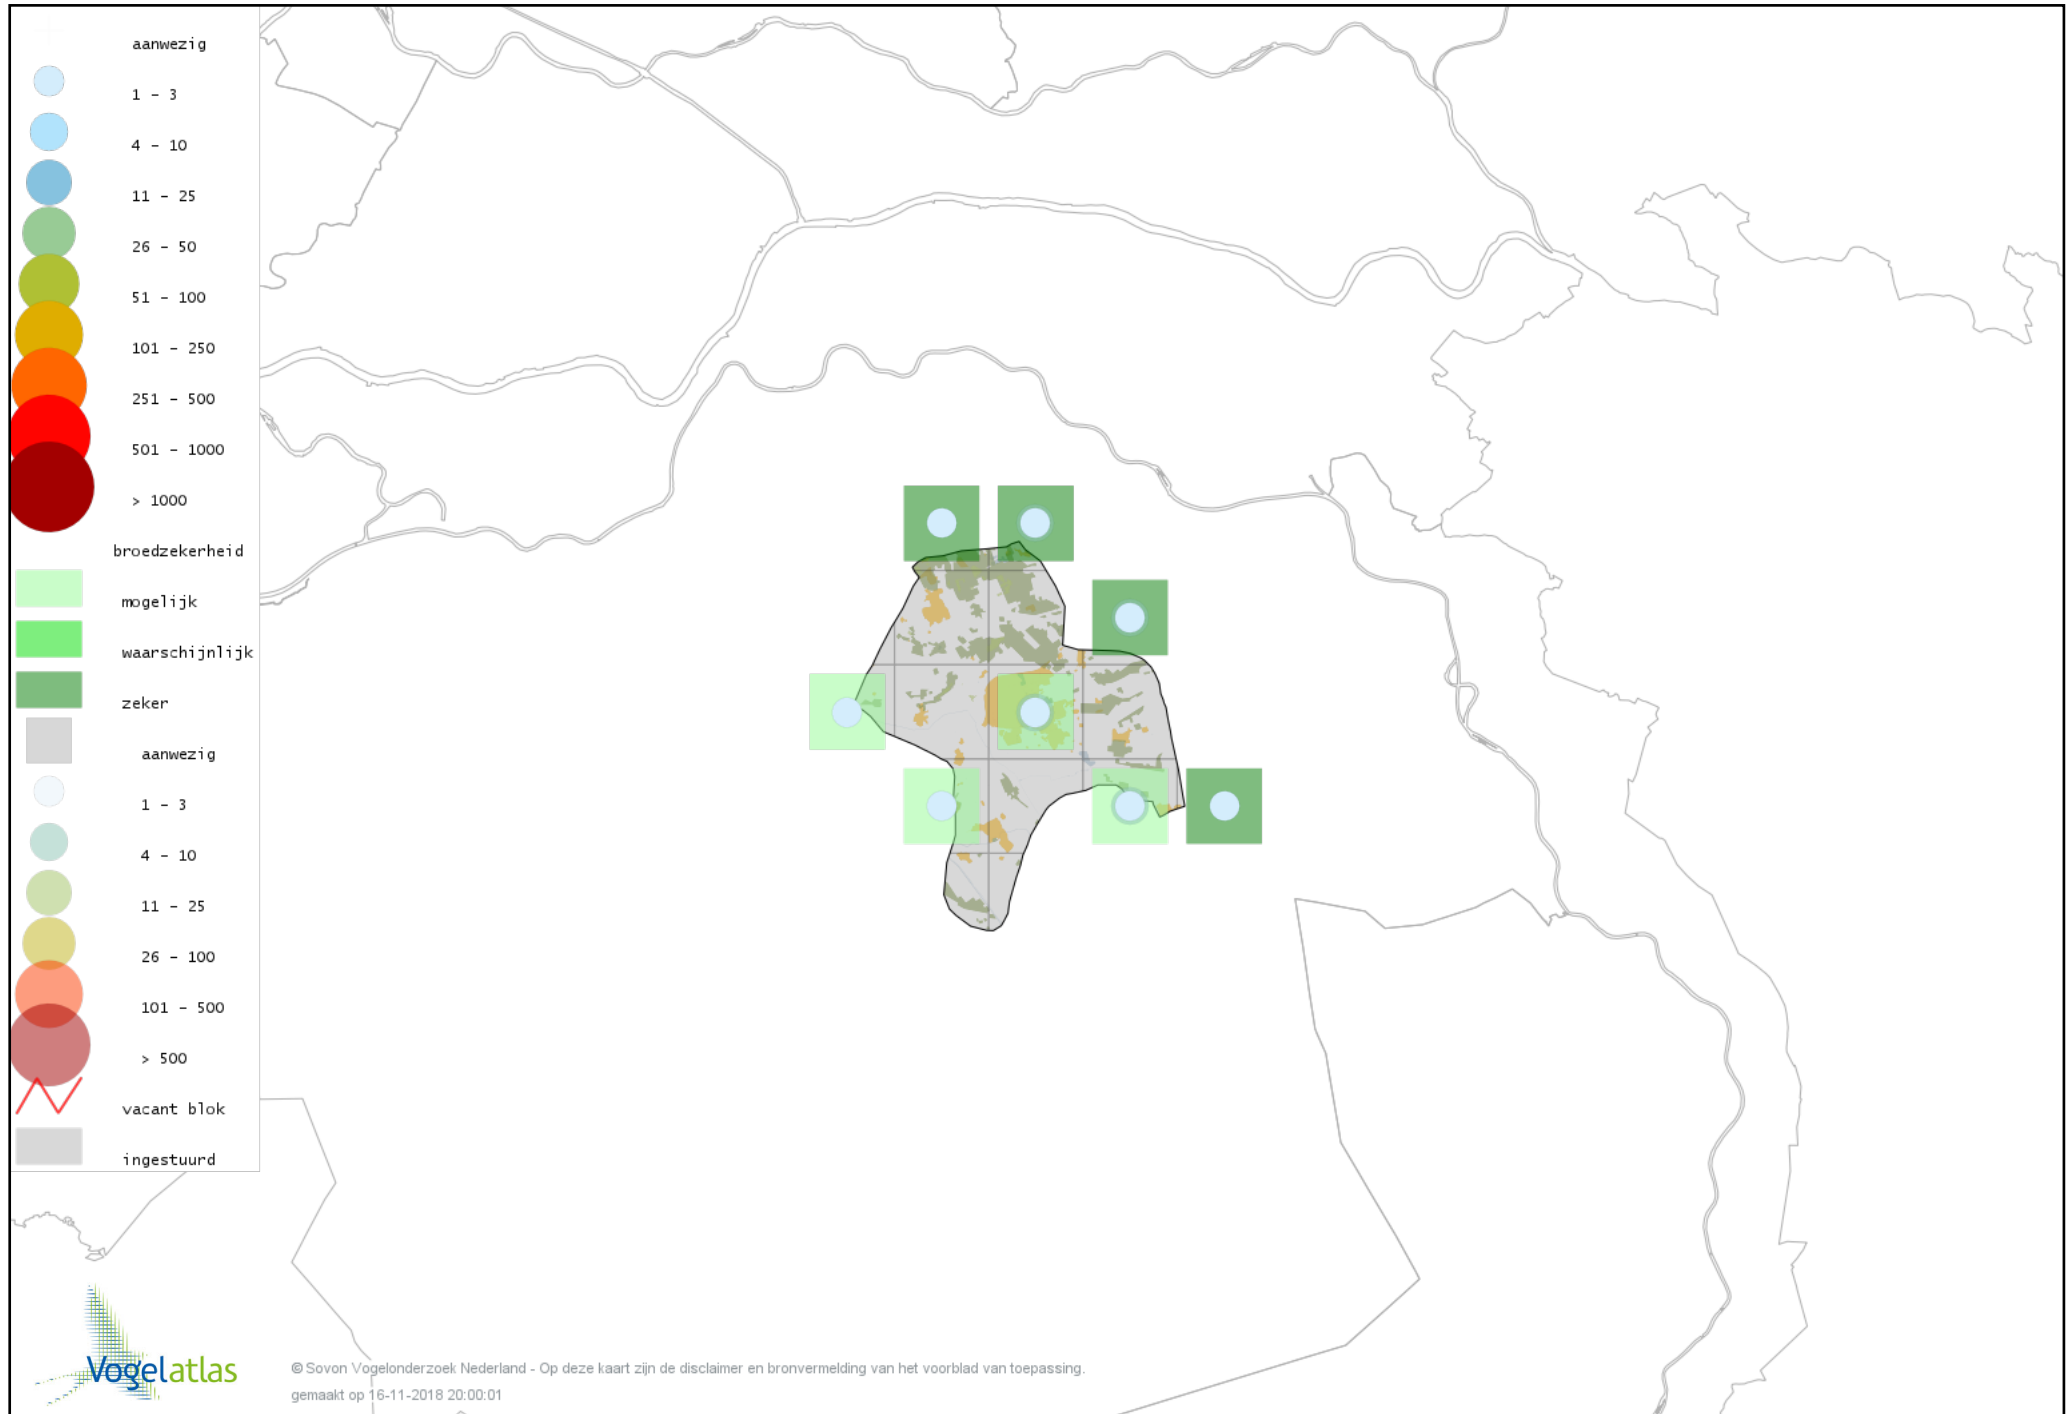 aanwezig
1 - 3
4 - 10
11 - 25
26 - 50
51 - 100
101 - 250
251 - 500
501 - 1000
> 1000
broedzekerheid
mogelijk
waarschijnlijk
zeker
aanwezig
1 - 3
4 - 10
11 - 25
26 - 100
101 - 500
> 500
vacant blok
ingestuurd
Vogelatlas
© Sovon Vogelonderzoek Nederland - Op deze kaart zijn de disclaimer en bronvermelding van het voorblad van toepassing.
gemaakt op 16-11-2018 20:00:01